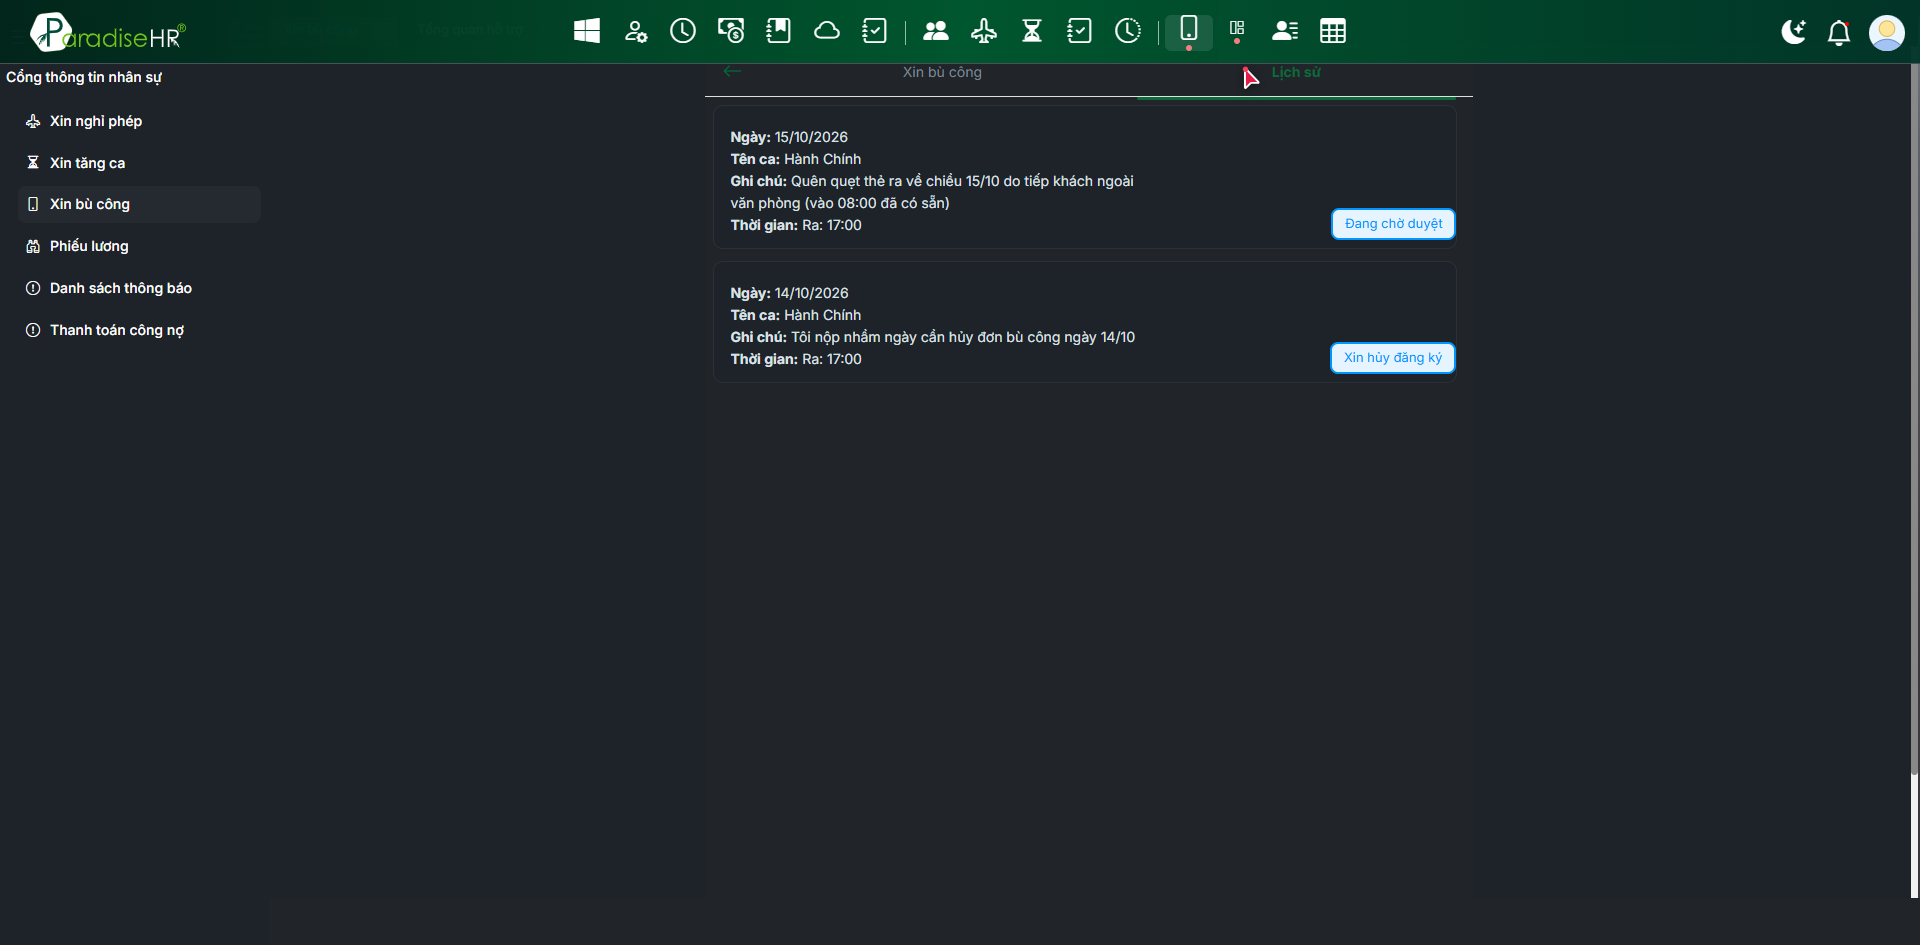 ParadiseHR®
Cổng thông tin nhân sự
Xin nghỉ phép
Xin tăng ca
Xin bù công
Phiếu lương
Danh sách thông báo
Thanh toán công nợ
Xin bù công
Lịch sử
Ngày: 15/10/2026
Tên ca: Hành Chính
Ghi chú: Quên quẹt thẻ ra về chiều 15/10 do tiếp khách ngoài
văn phòng (vào 08:00 đã có sẵn)
Thời gian: Ra: 17:00
Đang chờ duyệt
Ngày: 14/10/2026
Tên ca: Hành Chính
Ghi chú: Tôi nộp nhầm ngày cần hủy đơn bù công ngày 14/10
Thời gian: Ra: 17:00
Xin hủy đăng ký